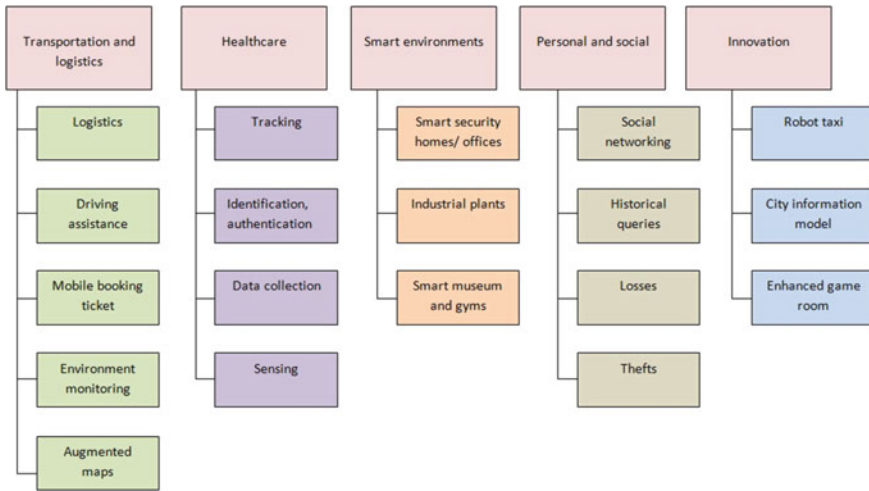 Transportation and
logistics
Logistics
Driving
assistance
Mobile booking
ticket
Environment
monitoring
Augmented
maps
Healthcare
Tracking
Identification,
authentication
Data collection
Sensing
Smart environments
Smart security
homes/ offices
Industrial plants
Smart museum
and gyms
Personal and social
Social
networking
Historical
queries
Losses
Thefts
Innovation
Robot taxi
City information
model
Enhanced game
room